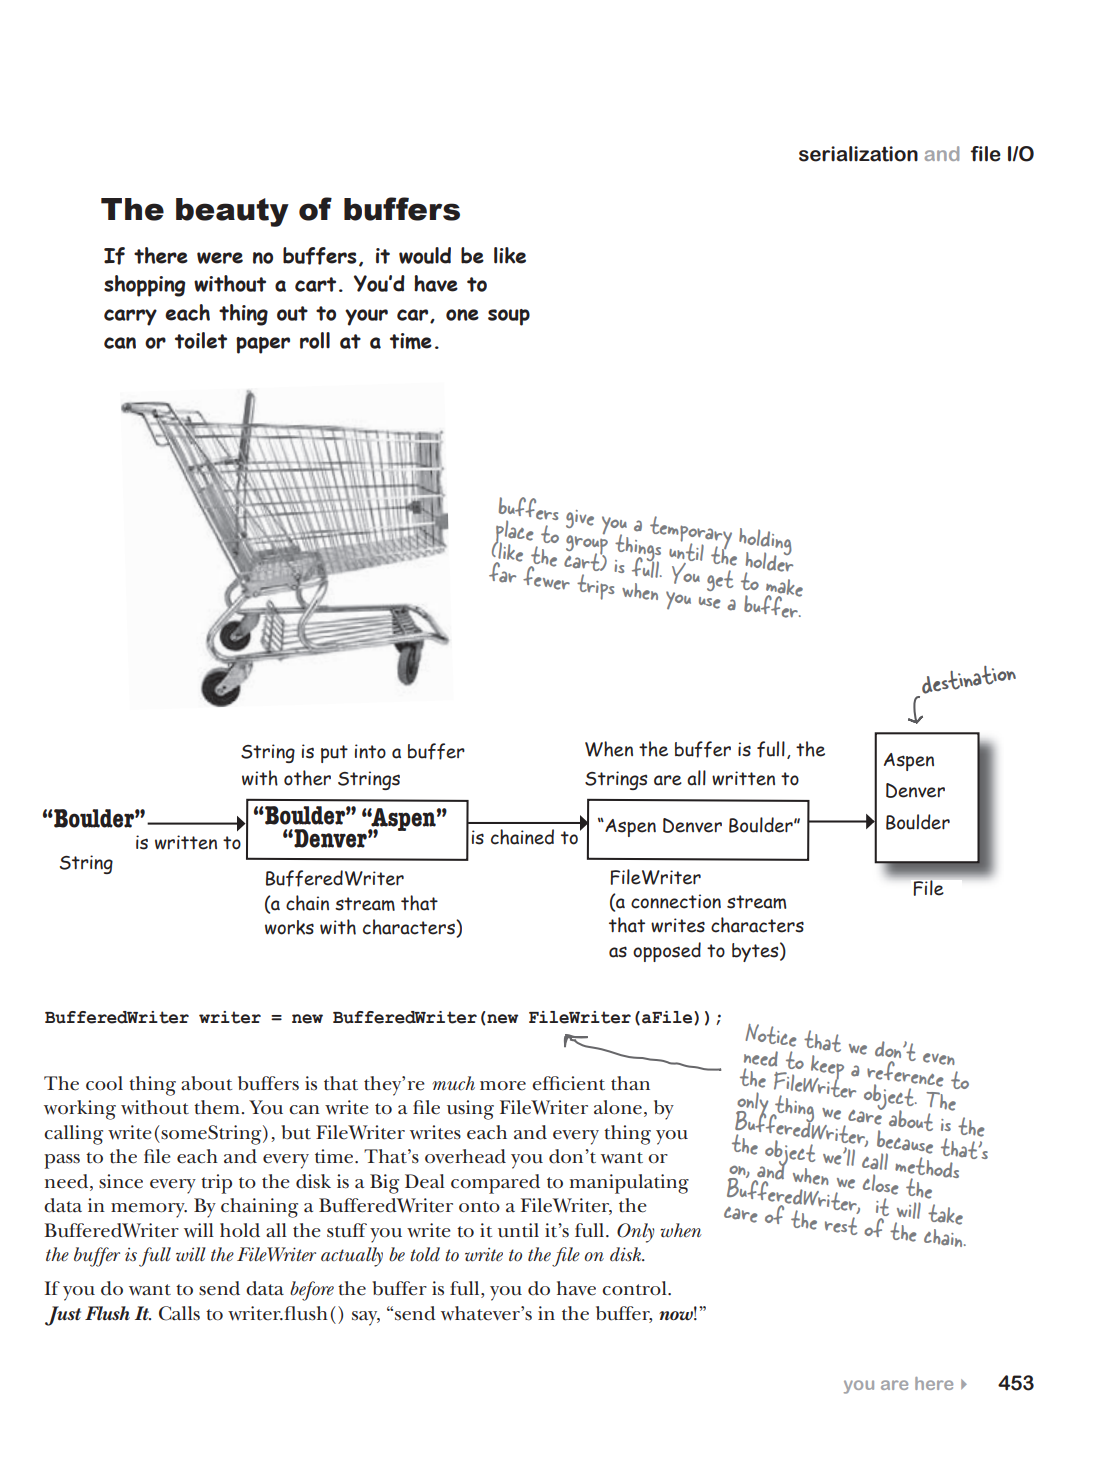 serialization and file I/O
The beauty of buffers
If there were no buffers, it would be like
shopping without a cart. You'd have to
carry each thing out to your car, one soup
can or toilet paper roll at a time.
buffers give you a temporary holding
place to group things until the holder
(like the cart) is full. You get to make
far fewer trips when you use a buffer.
destination
String is put into a buffer
with other Strings
When the buffer is full, the
Strings are all written to
Aspen
Denver
Boulder
“Boulder”
is written to
String
“Boulder” “Aspen”
“Denver”
is chained to
“Aspen Denver Boulder”
File
BufferedWriter
(a chain stream that
works with characters)
FileWriter
(a connection stream
that writes characters
as opposed to bytes)
BufferedWriter writer = new BufferedWriter(new FileWriter(aFile));
Notice that we don't even
need to keep a reference to
the FileWriter object. The
only thing we care about is the
BufferedWriter, because that's
the object we'll call methods
on, and when we close the
BufferedWriter, it will take
care of the rest of the chain.
The cool thing about buffers is that they're much more efficient than
working without them. You can write to a file using FileWriter alone, by
calling write(someString), but FileWriter writes each and every thing you
pass to the file each and every time. That's overhead you don't want or
need, since every trip to the disk is a Big Deal compared to manipulating
data in memory. By chaining a BufferedWriter onto a FileWriter, the
BufferedWriter will hold all the stuff you write to it until it's full. Only when
the buffer is full will the FileWriter actually be told to write to the file on disk.
If you do want to send data before the buffer is full, you do have control.
Just Flush It. Calls to writer.flush() say, “send whatever's in the buffer, now!”
you are here 453